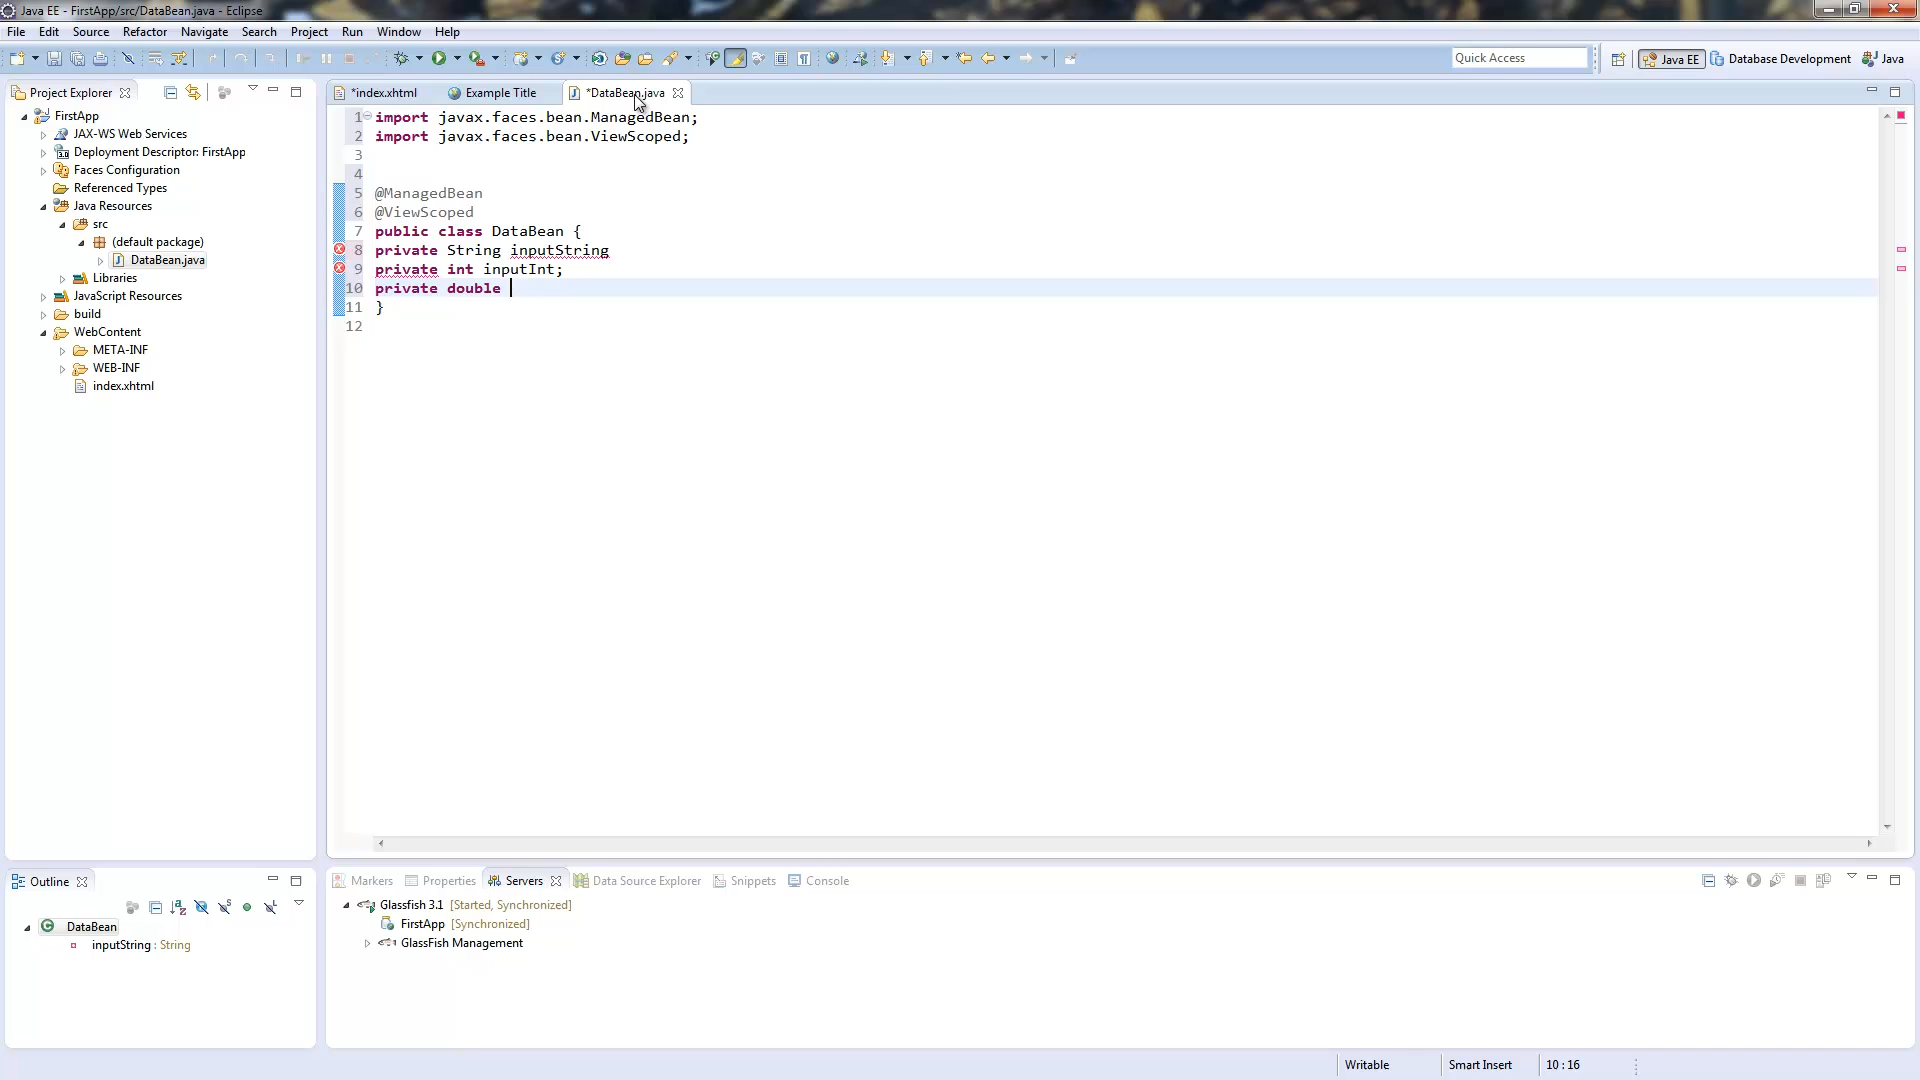 Java EE - FirstApp/src/DataBean.java - Eclipse
File Edit Source Refactor Navigate Search Project Run Window Help
Quick Access
Java EE
Database Development
Java
Project Explorer
*index.xhtml
Example Title
*DataBean.java
FirstApp
JAX-WS Web Services
Deployment Descriptor: FirstApp
Faces Configuration
Referenced Types
Java Resources
src
(default package)
DataBean.java
Libraries
JavaScript Resources
build
WebContent
META-INF
WEB-INF
index.xhtml
1 import javax.faces.bean.ManagedBean;
2 import javax.faces.bean.ViewScoped;
3
4
5 @ManagedBean
6 @ViewScoped
7 public class DataBean {
8 private String inputString
9 private int inputInt;
10 private double
11 }
12
Outline
DataBean
inputString : String
Markers Properties Servers Data Source Explorer Snippets Console
Glassfish 3.1 [Started, Synchronized]
FirstApp [Synchronized]
GlassFish Management
Writable
Smart Insert
10 : 16